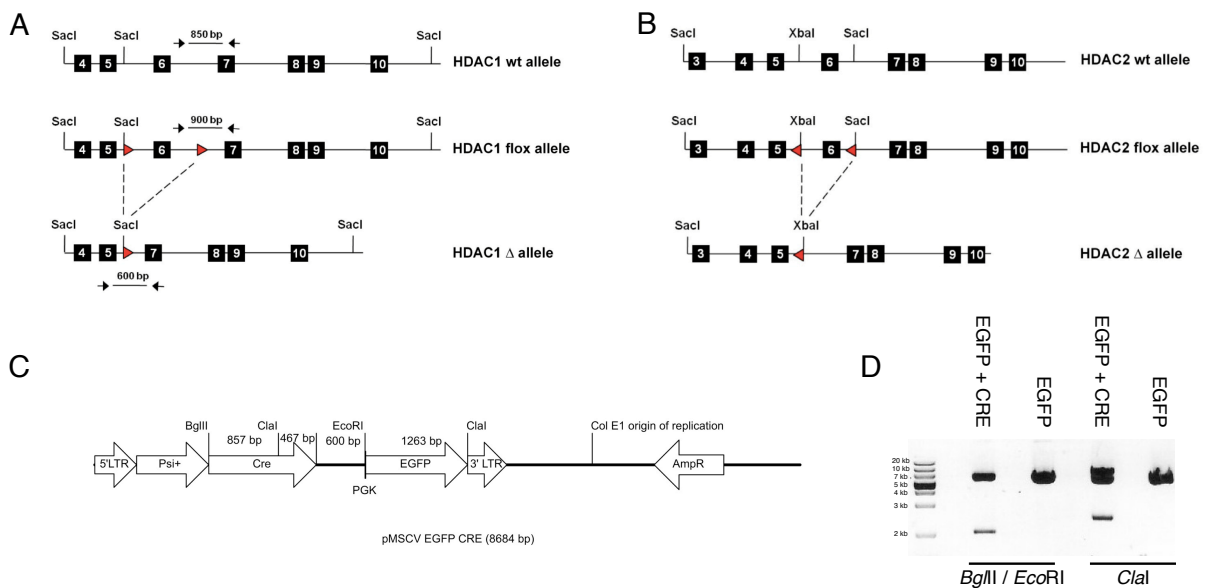 A
SacI SacI 850 bp SacI
4 5 6 7 8 9 10 HDAC1 wt allele
SacI SacI 900 bp SacI
4 5 6 7 8 9 10 HDAC1 flox allele
SacI SacI SacI
4 5 7 8 9 10 HDAC1 Δ allele
600 bp
B
SacI XbaI SacI
3 4 5 6 7 8 9 10 HDAC2 wt allele
SacI XbaI SacI
3 4 5 6 7 8 9 10 HDAC2 flox allele
SacI XbaI
3 4 5 7 8 9 10 HDAC2 Δ allele
C
BglII ClaI EcoRI ClaI Col E1 origin of replication
857 bp 467 bp 600 bp 1263 bp
5'LTR Psi+ Cre EGFP 3' LTR AmpR
PGK
pMSCV EGFP CRE (8684 bp)
D
EGFP + CRE
EGFP
EGFP + CRE
EGFP
20 kb
10 kb
7 kb
5 kb
4 kb
3 kb
2 kb
BglII / EcoRI ClaI